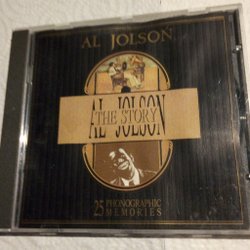 AL JOLSON
THE STORY
AL JOLSON
25 PHONOGRAPHIC
MEMORIES